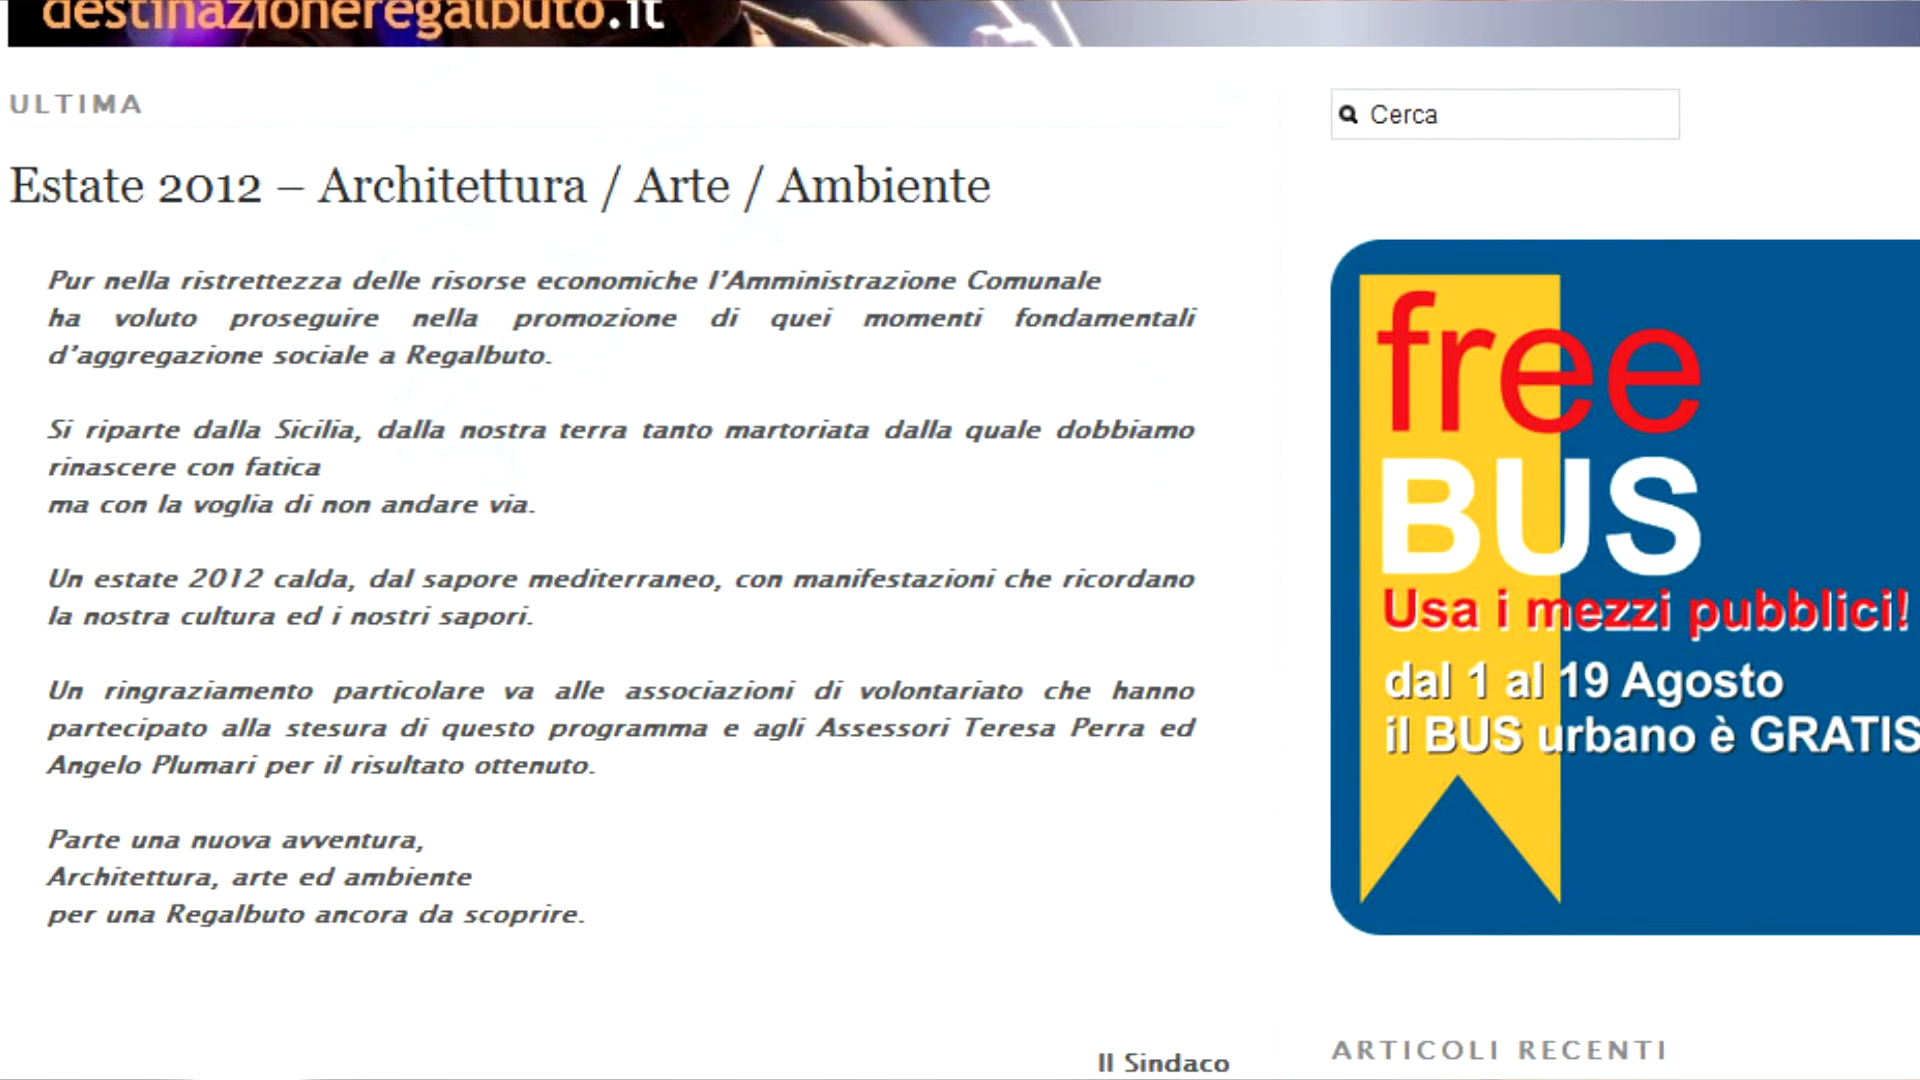 destinazioneregalbuto.it
ULTIMA
Estate 2012 – Architettura / Arte / Ambiente
Pur nella ristrettezza delle risorse economiche l’Amministrazione Comunale
ha voluto proseguire nella promozione di quei momenti fondamentali
d’aggregazione sociale a Regalbuto.
Si riparte dalla Sicilia, dalla nostra terra tanto martoriata dalla quale dobbiamo
rinascere con fatica
ma con la voglia di non andare via.
Un estate 2012 calda, dal sapore mediterraneo, con manifestazioni che ricordano
la nostra cultura ed i nostri sapori.
Un ringraziamento particolare va alle associazioni di volontariato che hanno
partecipato alla stesura di questo programma e agli Assessori Teresa Perra ed
Angelo Plumari per il risultato ottenuto.
Parte una nuova avventura,
Architettura, arte ed ambiente
per una Regalbuto ancora da scoprire.
Il Sindaco
Cerca
free
BUS
Usa i mezzi pubblici!
dal 1 al 19 Agosto
il BUS urbano è GRATIS
ARTICOLI RECENTI